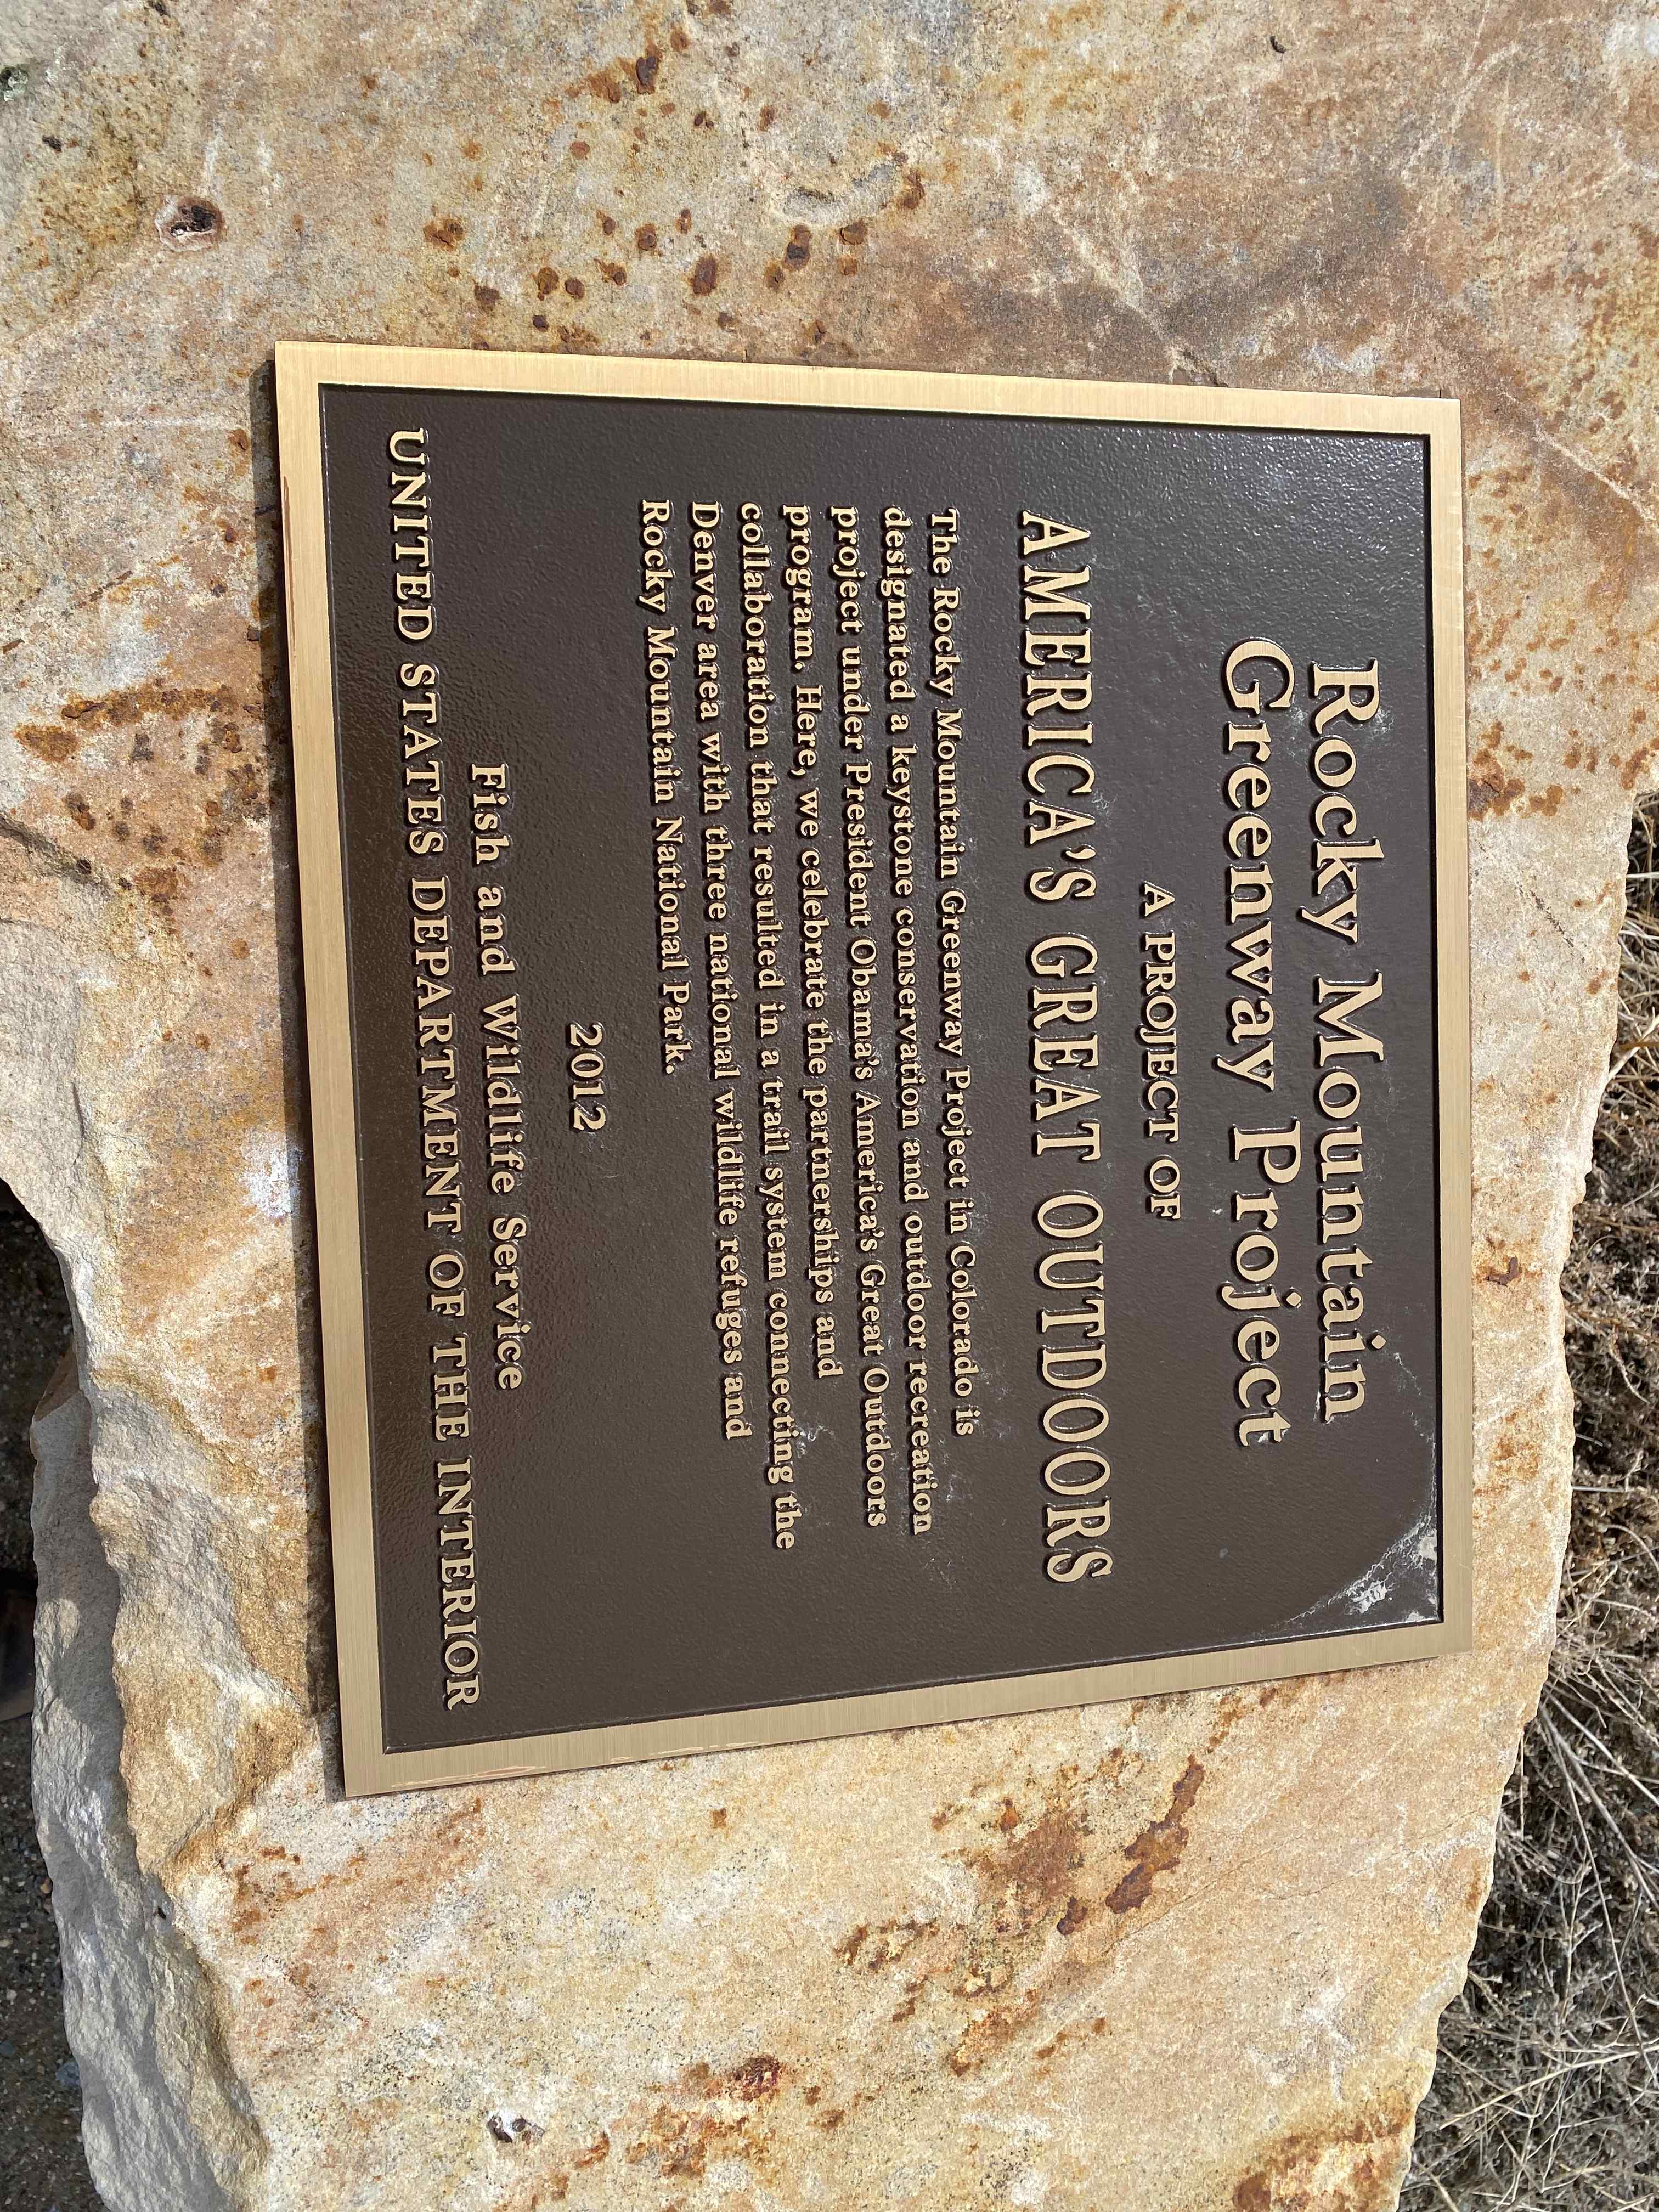 Rocky Mountain
Greenway Project
A PROJECT OF
AMERICA'S GREAT OUTDOORS
The Rocky Mountain Greenway Project in Colorado is
designated a keystone conservation and outdoor recreation
project under President Obama's America's Great Outdoors
program. Here, we celebrate the partnerships and
collaboration that resulted in a trail system connecting the
Denver area with three national wildlife refuges and
Rocky Mountain National Park.
2012
Fish and Wildlife Service
UNITED STATES DEPARTMENT OF THE INTERIOR